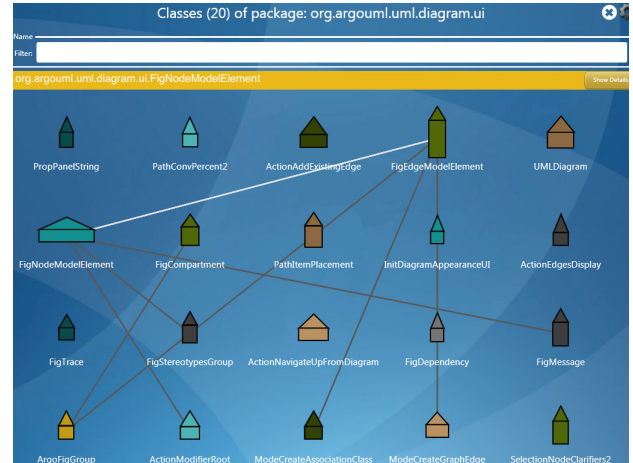 Classes (20) of package: org.argouml.uml.diagram.ui
Name
Filter:
org.argouml.uml.diagram.ui.FigNodeModelElement
Show Details
PropPanelString
PathConvPercent2
ActionAddExistingEdge
FigEdgeModelElement
UMLDiagram
FigNodeModelElement
FigCompartment
PathItemPlacement
InitDiagramAppearanceUI
ActionEdgesDisplay
FigTrace
FigStereotypesGroup
ActionNavigateUpFromDiagram
FigDependency
FigMessage
ArgoFigGroup
ActionModifierRoot
ModeCreateAssociationClass
ModeCreateGraphEdge
SelectionNodeClarifiers2